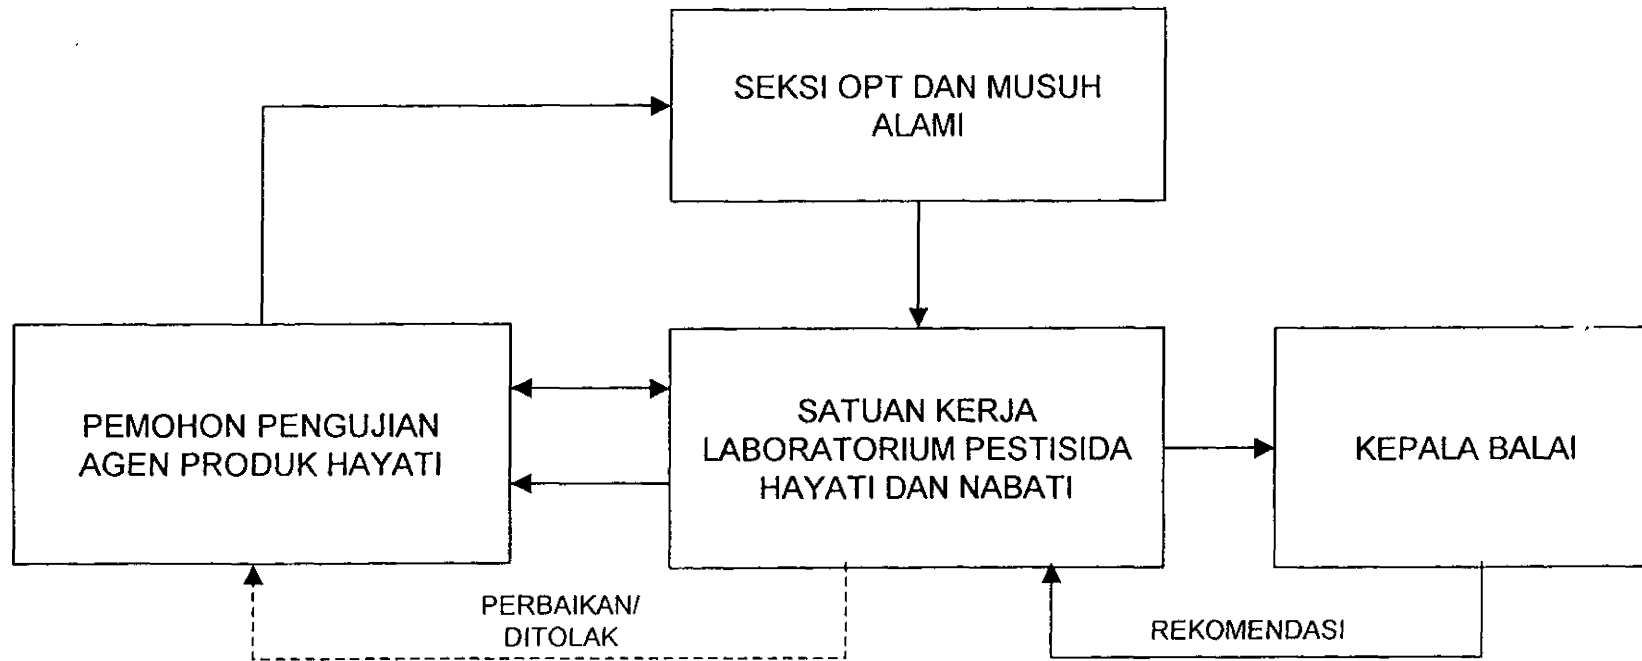 SEKSI OPT DAN MUSUH
ALAMI
PEMOHON PENGUJIAN
AGEN PRODUK HAYATI
SATUAN KERJA
LABORATORIUM PESTISIDA
HAYATI DAN NABATI
KEPALA BALAI
PERBAIKAN/
DITOLAK
REKOMENDASI